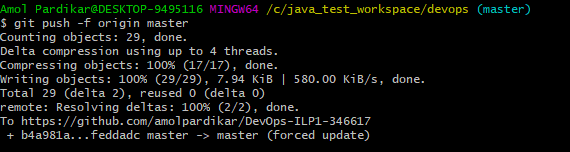 Amol Pardikar@DESKTOP-9495116 MINGW64 /c/java_test_workspace/devops (master)
$ git push -f origin master
Counting objects: 29, done.
Delta compression using up to 4 threads.
Compressing objects: 100% (17/17), done.
Writing objects: 100% (29/29), 7.94 KiB | 580.00 KiB/s, done.
Total 29 (delta 2), reused 0 (delta 0)
remote: Resolving deltas: 100% (2/2), done.
To https://github.com/amolpardikar/DevOps-ILP1-346617
 + b4a981a...feddadc master -> master (forced update)